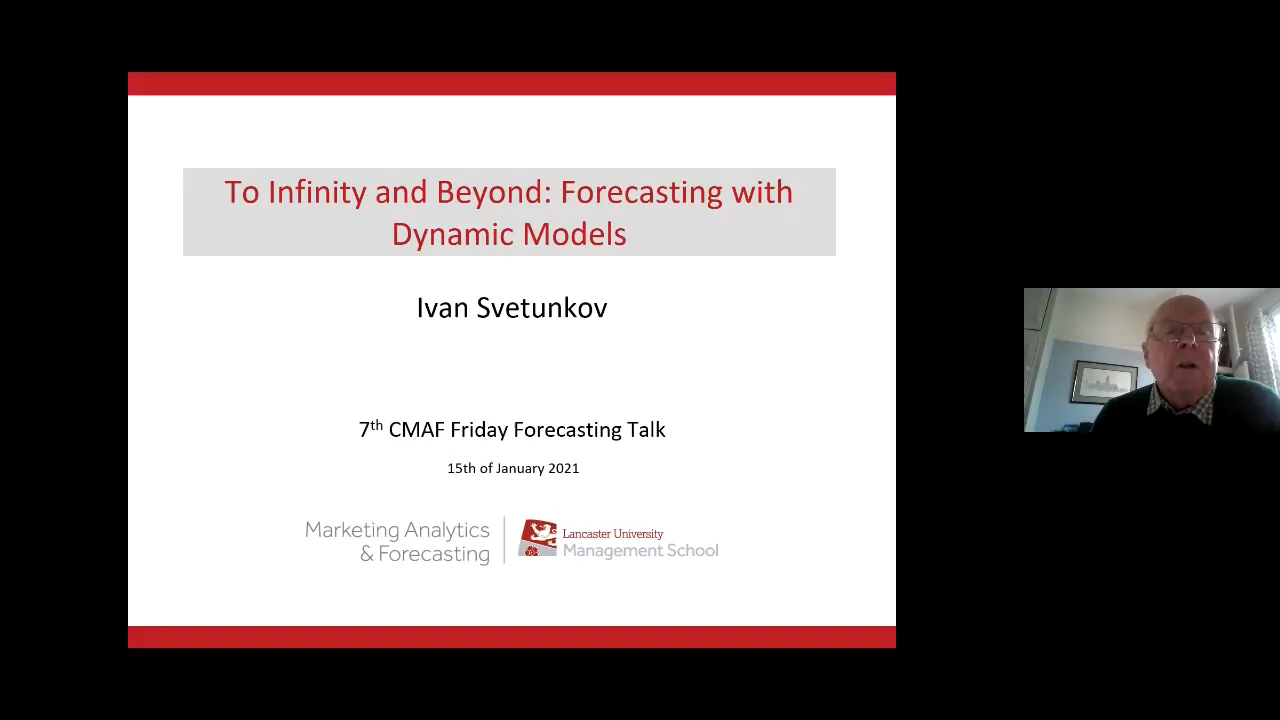 To Infinity and Beyond: Forecasting with
Dynamic Models
Ivan Svetunkov
7th CMAF Friday Forecasting Talk
15th of January 2021
Marketing Analytics
& Forecasting
Lancaster University
Management School